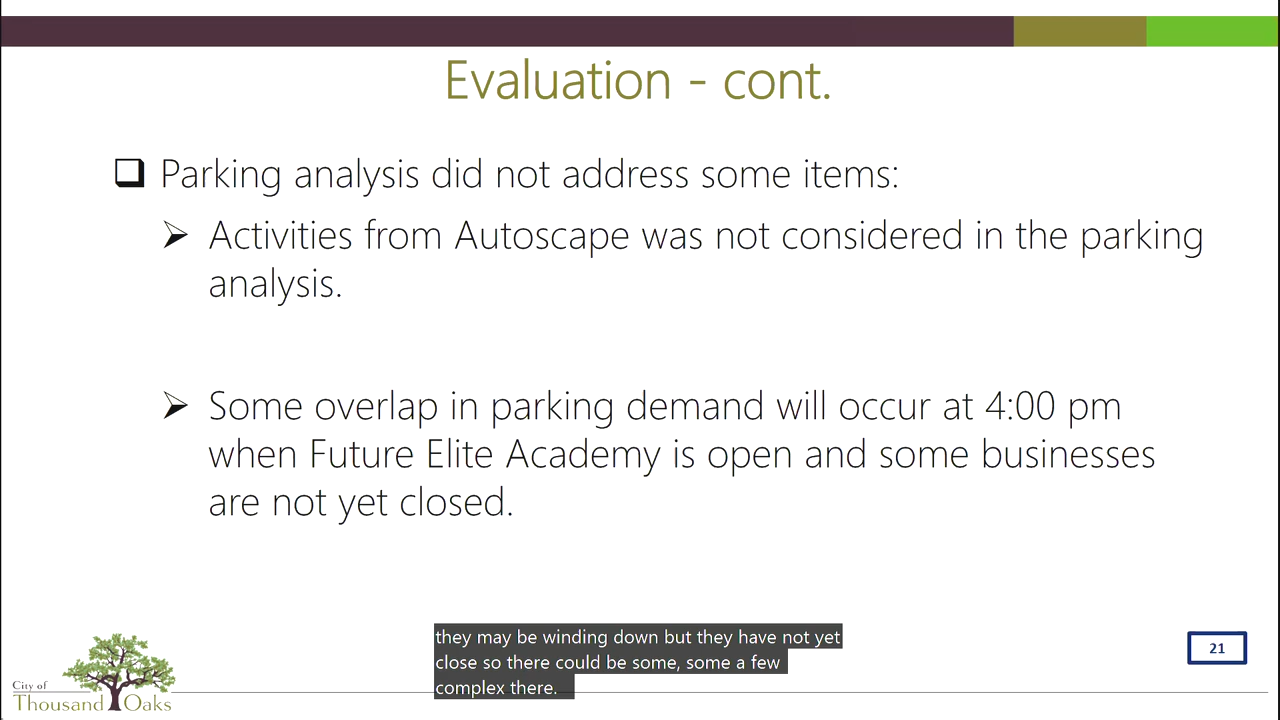 Evaluation - cont.
Parking analysis did not address some items:
Activities from Autoscape was not considered in the parking
analysis.
Some overlap in parking demand will occur at 4:00 pm
when Future Elite Academy is open and some businesses
are not yet closed.
they may be winding down but they have not yet
close so there could be some, some a few
complex there.
21
City of
Thousand Oaks